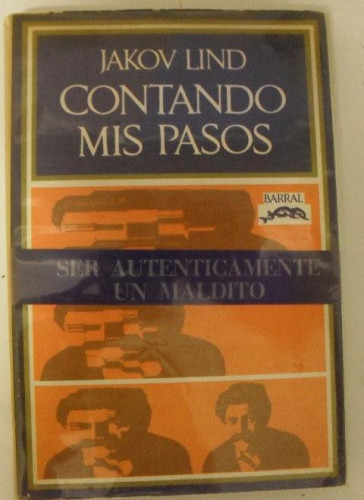 JAKOV LIND
CONTANDO
MIS PASOS
BARRAL
SER AUTENTICAMENTE
UN MALDITO